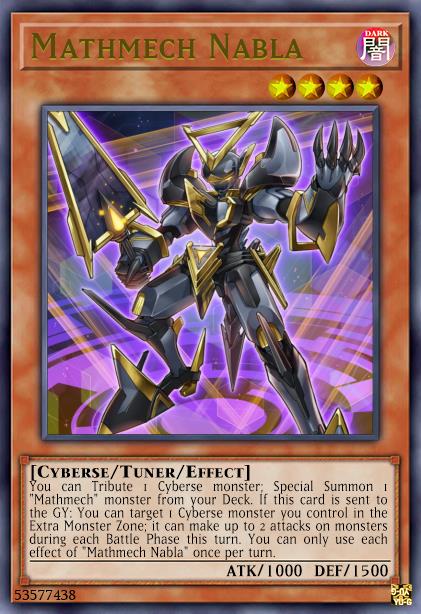 Mathmech Nabla
DARK
闇
[Cyberse/Tuner/Effect]
You can Tribute 1 Cyberse monster; Special Summon 1
"Mathmech" monster from your Deck. If this card is sent to
the GY: You can target 1 Cyberse monster you control in the
Extra Monster Zone; it can make up to 2 attacks on monsters
during each Battle Phase this turn. You can only use each
effect of "Mathmech Nabla" once per turn.
ATK/1000 DEF/1500
53577438